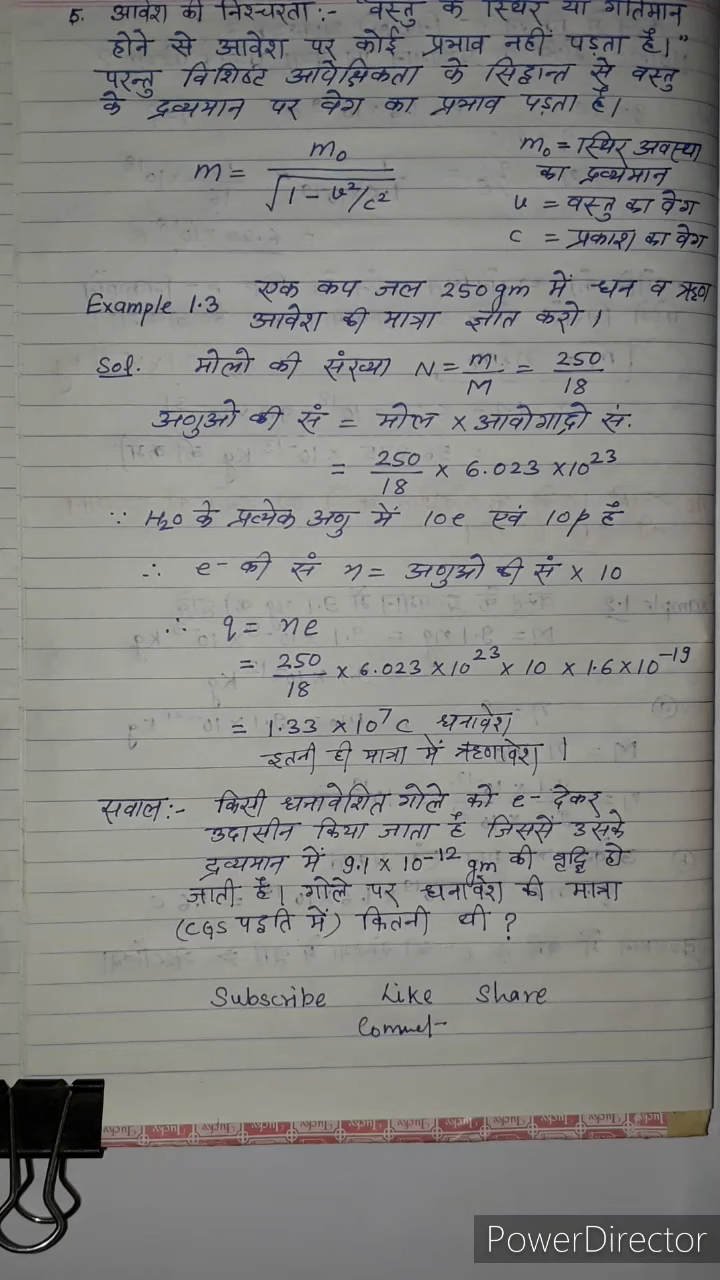 5. आवेश की निश्चरता :- "वस्तु के स्थिर या गतिमान
होने से आवेश पर कोई प्रभाव नहीं पड़ता है।"
परन्तु विशिष्ट आपेक्षिकता के सिद्धान्त से वस्तु
के द्रव्यमान पर वेग का प्रभाव पड़ता है।
m = m₀ / √1 - v²/c²
m₀ = स्थिर अवस्था
का द्रव्यमान
v = वस्तु का वेग
c = प्रकाश का वेग
Example 1.3 एक कप जल 250gm में धन व ऋण
आवेश की मात्रा ज्ञात करो।
Sol. मोलो की संख्या N = m/M = 250/18
अणुओ की सं = मोल × आवोगाद्रो सं.
= 250/18 × 6.023 × 10²³
∵ H₂O के प्रत्येक अणु में 10e एवं 10p है
∴ e- की सं n = अणुओ की सं × 10
∴ q = ne
= 250/18 × 6.023 × 10²³ × 10 × 1.6 × 10⁻¹⁹
= 1.33 × 10⁷ C धनावेश
इतनी ही मात्रा में ऋणावेश।
सवाल :- किसी धनावेशित गोले को e- देकर
उदासीन किया जाता है जिससे उसके
द्रव्यमान में 9.1 × 10⁻¹² gm की वृद्धि हो
जाती है। गोले पर धनावेश की मात्रा
(CGS पद्धति में) कितनी थी ?
Subscribe Like Share
PowerDirector